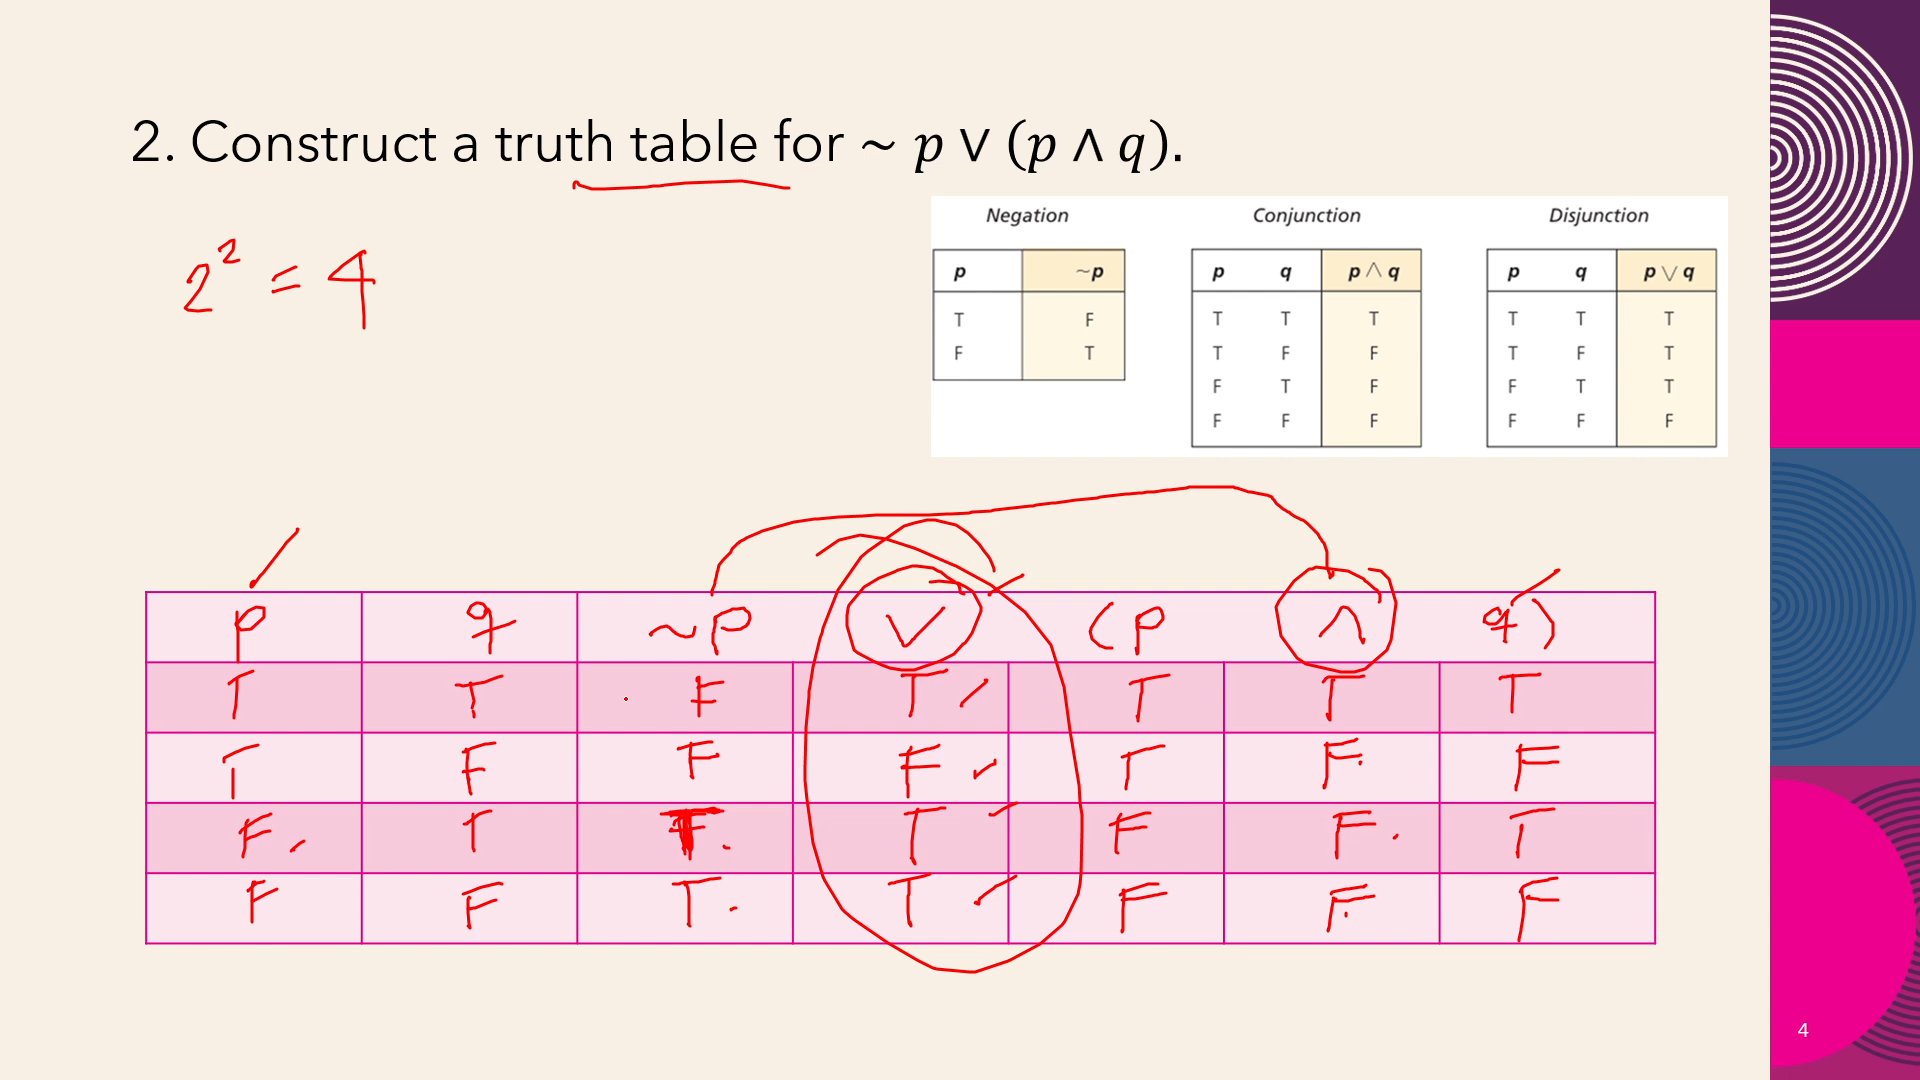 2. Construct a truth table for ~ p ∨ (p ∧ q).
2² = 4
Negation Conjunction Disjunction
p ~p p q p ∧ q p q p ∨ q
T F T T T T T T
F T T F F T F T
F T F F T T
F F F F F F
p q ~p ∨ (p ∧ q)
T T F T T T T
T F F F T F F
F T T T F F T
F F T T F F F
4